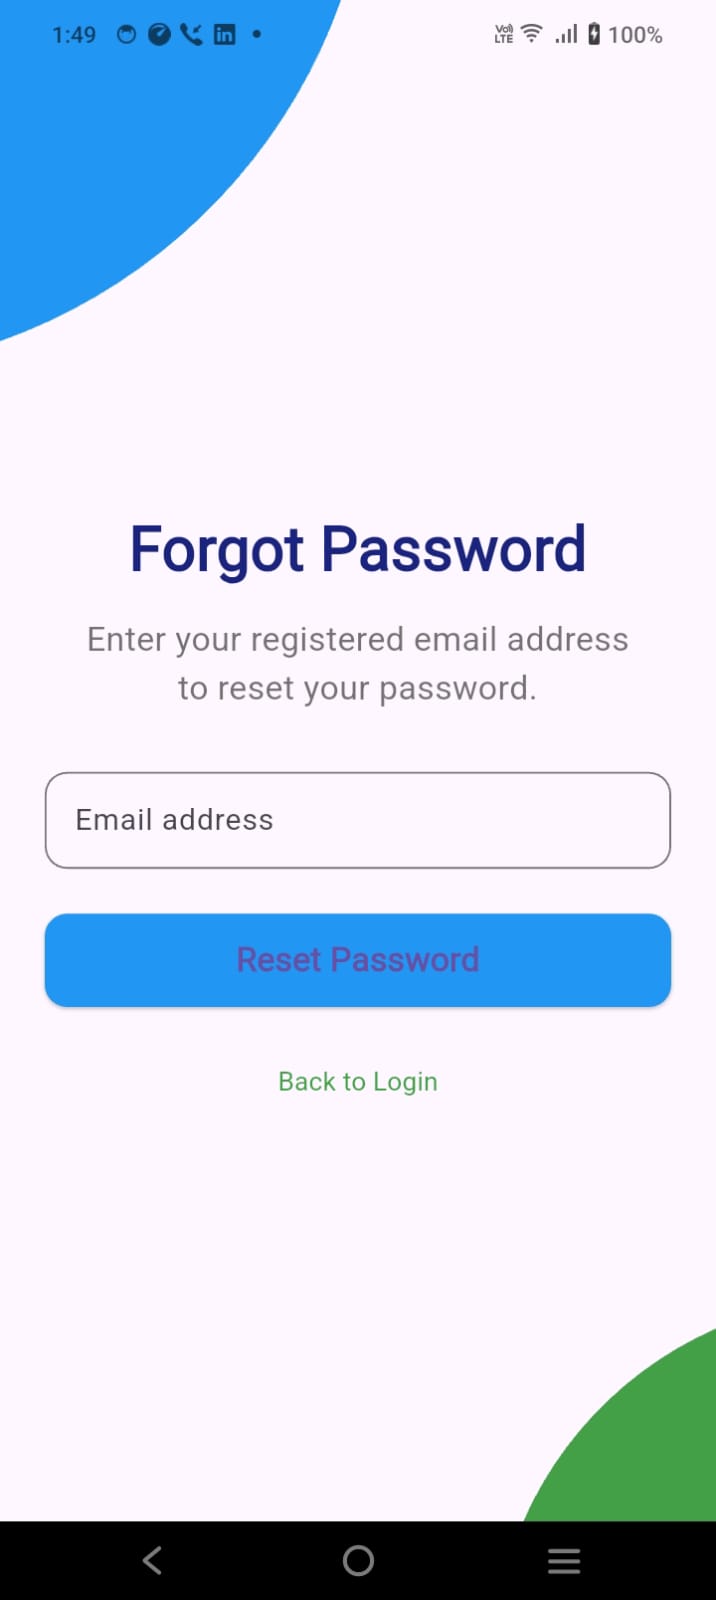 1:49 in Vo) LTE 100%
Forgot Password
Enter your registered email address
to reset your password.
Email address
Reset Password
Back to Login